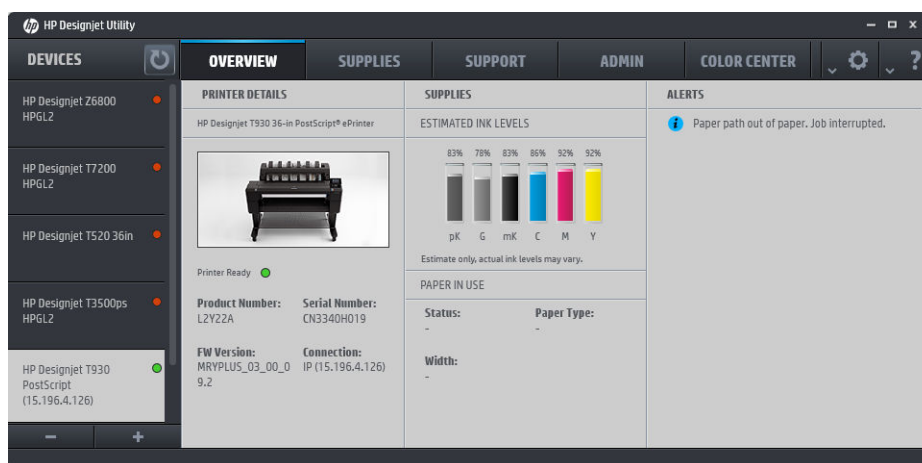 hp HP Designjet Utility
DEVICES
OVERVIEW
SUPPLIES
SUPPORT
ADMIN
COLOR CENTER
?
HP Designjet Z6800
HPGL2
HP Designjet T7200
HPGL2
HP Designjet T520 36in
HP Designjet T3500ps
HPGL2
HP Designjet T930
PostScript
(15.196.4.126)
PRINTER DETAILS
HP Designjet T930 36-in PostScript® ePrinter
Printer Ready
Product Number:
L2Y22A
Serial Number:
CN3340H019
FW Version:
MRYPLUS_03_00_0
9.2
Connection:
IP (15.196.4.126)
SUPPLIES
ESTIMATED INK LEVELS
83% 78% 83% 86% 92% 92%
pK G mK C M Y
Estimate only, actual ink levels may vary.
PAPER IN USE
Status:
-
Paper Type:
-
Width:
-
ALERTS
Paper path out of paper. Job interrupted.